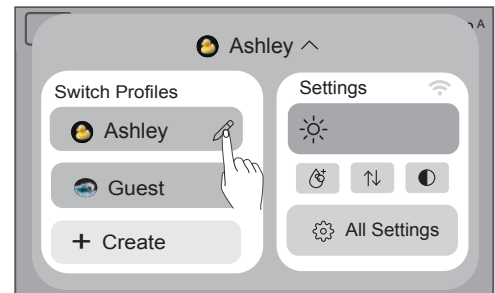 A
Ashley
Switch Profiles
Ashley
Guest
+ Create
Settings
All Settings